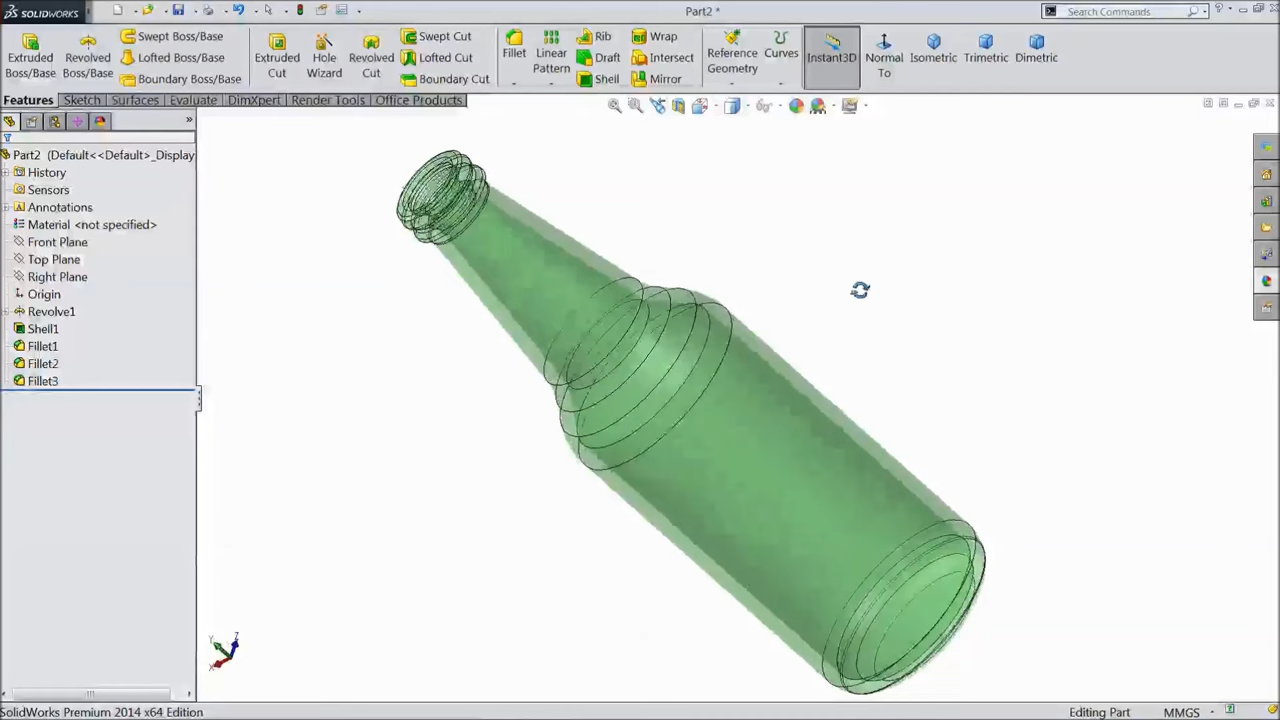 SOLIDWORKS
Part2 *
Search Commands
Extruded Boss/Base
Revolved Boss/Base
Swept Boss/Base
Lofted Boss/Base
Boundary Boss/Base
Extruded Cut
Hole Wizard
Revolved Cut
Swept Cut
Lofted Cut
Boundary Cut
Fillet
Linear Pattern
Rib
Draft
Shell
Wrap
Intersect
Mirror
Reference Geometry
Curves
Instant3D
Normal To
Isometric
Trimetric
Dimetric
Features Sketch Surfaces Evaluate DimXpert Render Tools Office Products
Part2 (Default<<Default>_Display
History
Sensors
Annotations
Material <not specified>
Front Plane
Top Plane
Right Plane
Origin
Revolve1
Shell1
Fillet1
Fillet2
Fillet3
Y Z X
SolidWorks Premium 2014 x64 Edition
Editing Part MMGS